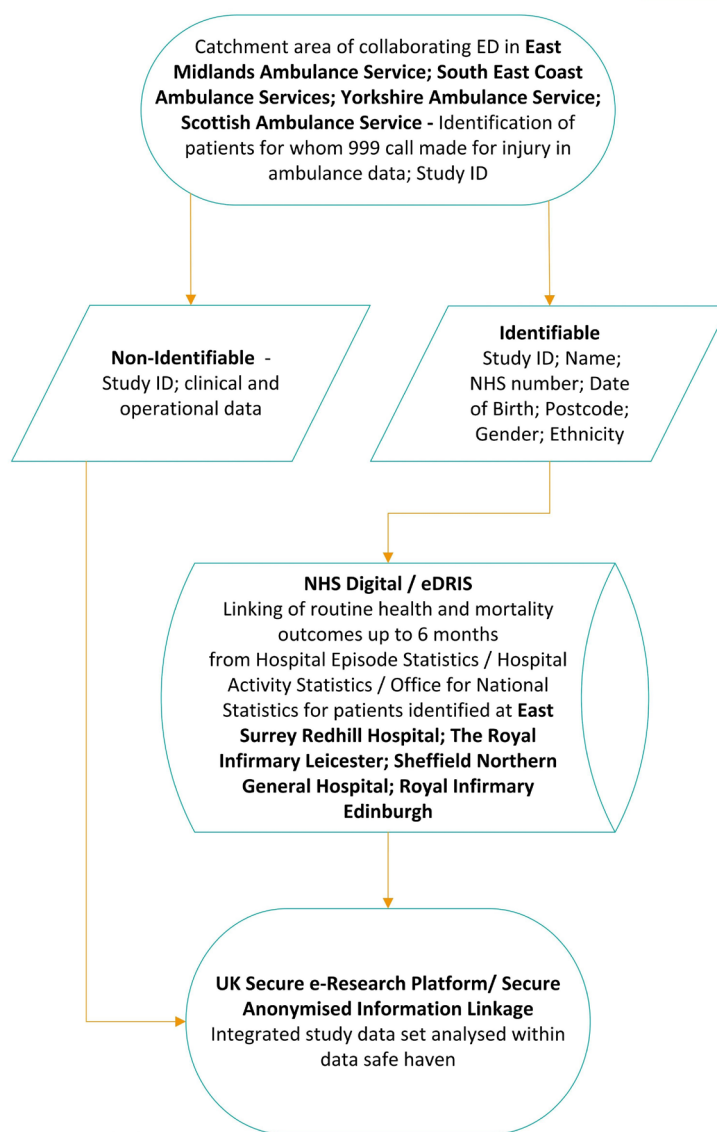 Catchment area of collaborating ED in East
Midlands Ambulance Service; South East Coast
Ambulance Services; Yorkshire Ambulance Service;
Scottish Ambulance Service - Identification of
patients for whom 999 call made for injury in
ambulance data; Study ID
Non-Identifiable -
Study ID; clinical and
operational data
Identifiable
Study ID; Name;
NHS number; Date
of Birth; Postcode;
Gender; Ethnicity
NHS Digital / eDRIS
Linking of routine health and mortality
outcomes up to 6 months
from Hospital Episode Statistics / Hospital
Activity Statistics / Office for National
Statistics for patients identified at East
Surrey Redhill Hospital; The Royal
Infirmary Leicester; Sheffield Northern
General Hospital; Royal Infirmary
Edinburgh
UK Secure e-Research Platform/ Secure
Anonymised Information Linkage
Integrated study data set analysed within
data safe haven